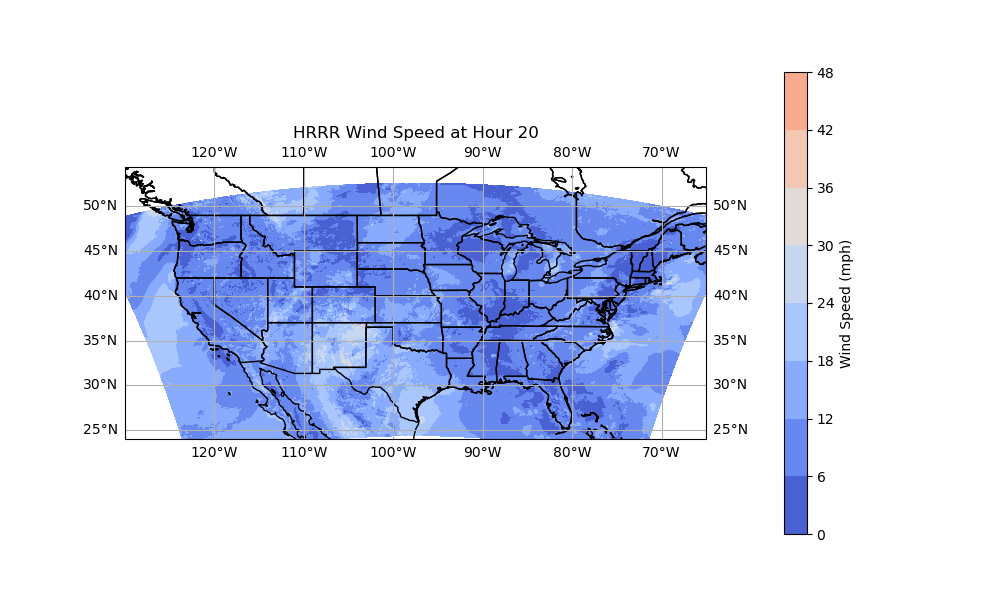 HRRR Wind Speed at Hour 20
120°W 110°W 100°W 90°W 80°W 70°W
50°N 50°N
45°N 45°N
40°N 40°N
35°N 35°N
30°N 30°N
25°N 25°N
120°W 110°W 100°W 90°W 80°W 70°W
48
42
36
30
24
18
12
6
0
Wind Speed (mph)